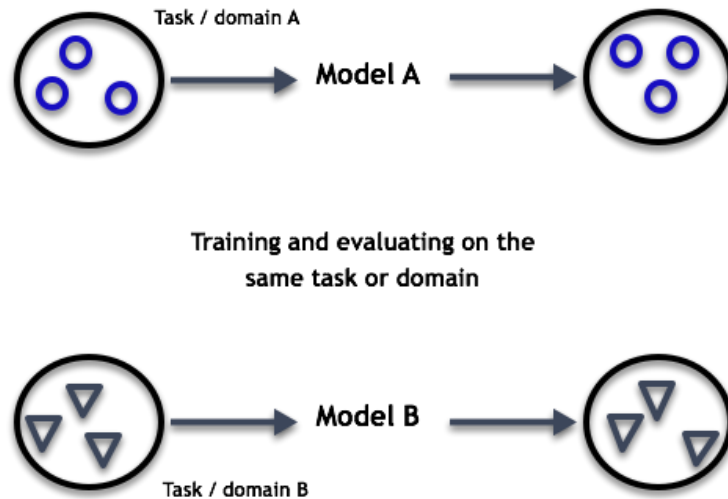 Task / domain A
Model A
Training and evaluating on the
same task or domain
Model B
Task / domain B